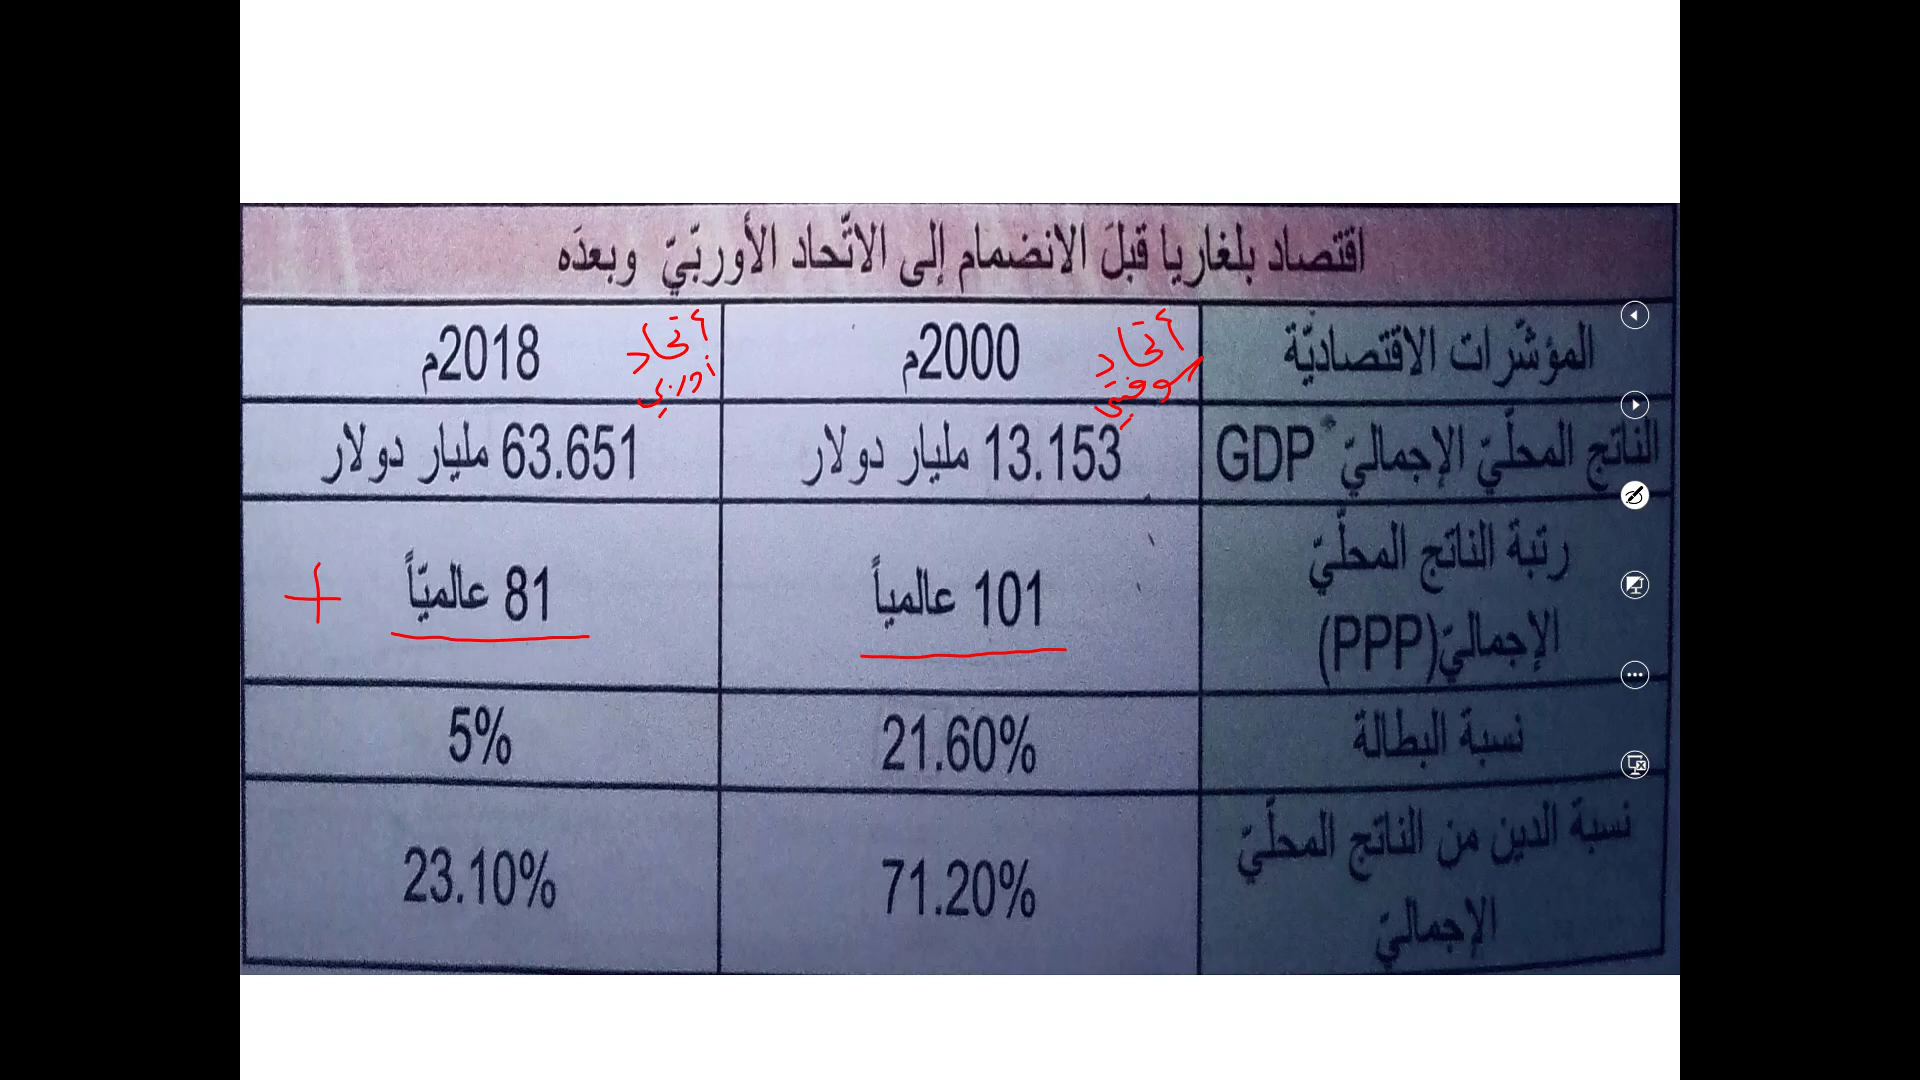 اقتصاد بلغاريا قبلَ الانضمام إلى الاتّحاد الأوربّيّ وبعدَه
المؤشّرات الاقتصاديّة 2000م 2018م
أتحاد أتحاد
سوفيتي أوربي
الناتج المحلّيّ الإجماليّ GDP 13.153 مليار دولار 63.651 مليار دولار
رتبة الناتج المحلّيّ
الإجماليّ(PPP) 101 عالمياً 81 عالميّاً +
نسبة البطالة 21.60% 5%
نسبة الدين من الناتج المحلّيّ
الإجماليّ 71.20% 23.10%